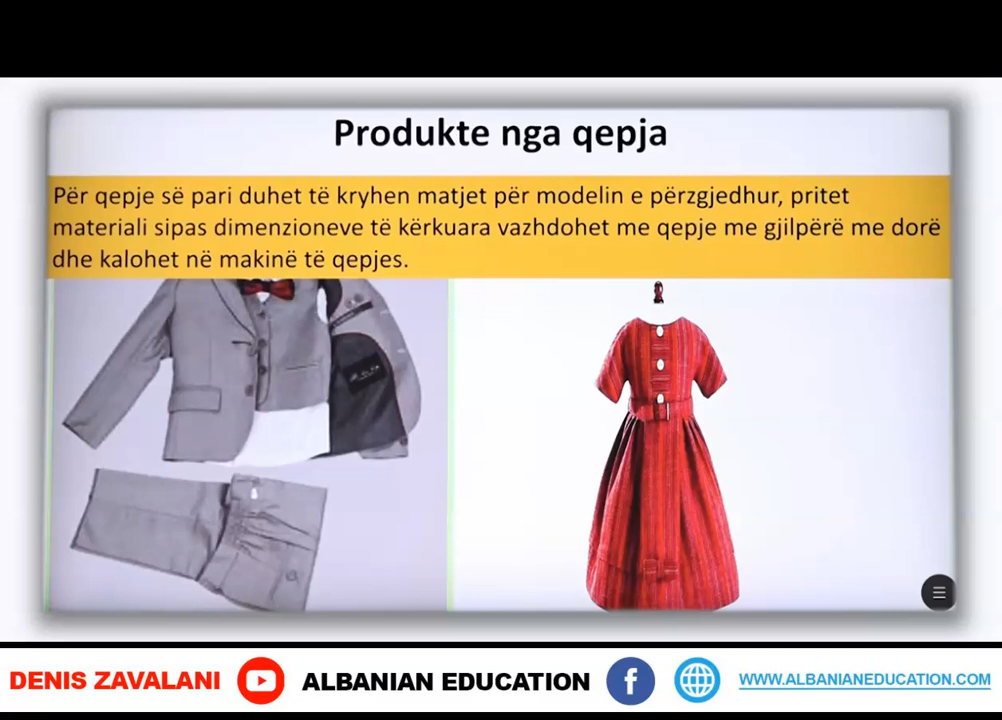 Produkte nga qepja
Për qepje së pari duhet të kryhen matjet për modelin e përzgjedhur, pritet
materiali sipas dimenzioneve të kërkuara vazhdohet me qepje me gjilpërë me dorë
dhe kalohet në makinë të qepjes.
DENIS ZAVALANI
ALBANIAN EDUCATION
WWW.ALBANIANEDUCATION.COM